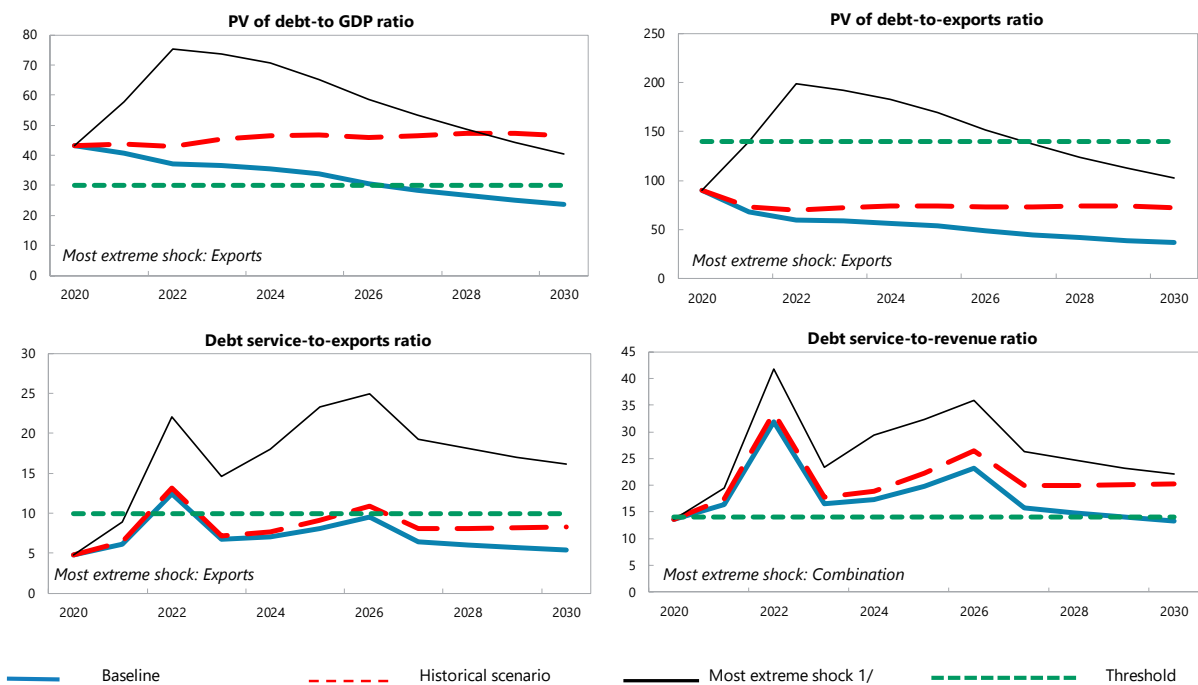 PV of debt-to GDP ratio
80
70
60
50
40
30
20
10
0
Most extreme shock: Exports
2020 2022 2024 2026 2028 2030
PV of debt-to-exports ratio
250
200
150
100
50
0
Most extreme shock: Exports
2020 2022 2024 2026 2028 2030
Debt service-to-exports ratio
30
25
20
15
10
5
0
Most extreme shock: Exports
2020 2022 2024 2026 2028 2030
Debt service-to-revenue ratio
45
40
35
30
25
20
15
10
5
0
Most extreme shock: Combination
2020 2022 2024 2026 2028 2030
Baseline Historical scenario Most extreme shock 1/ Threshold